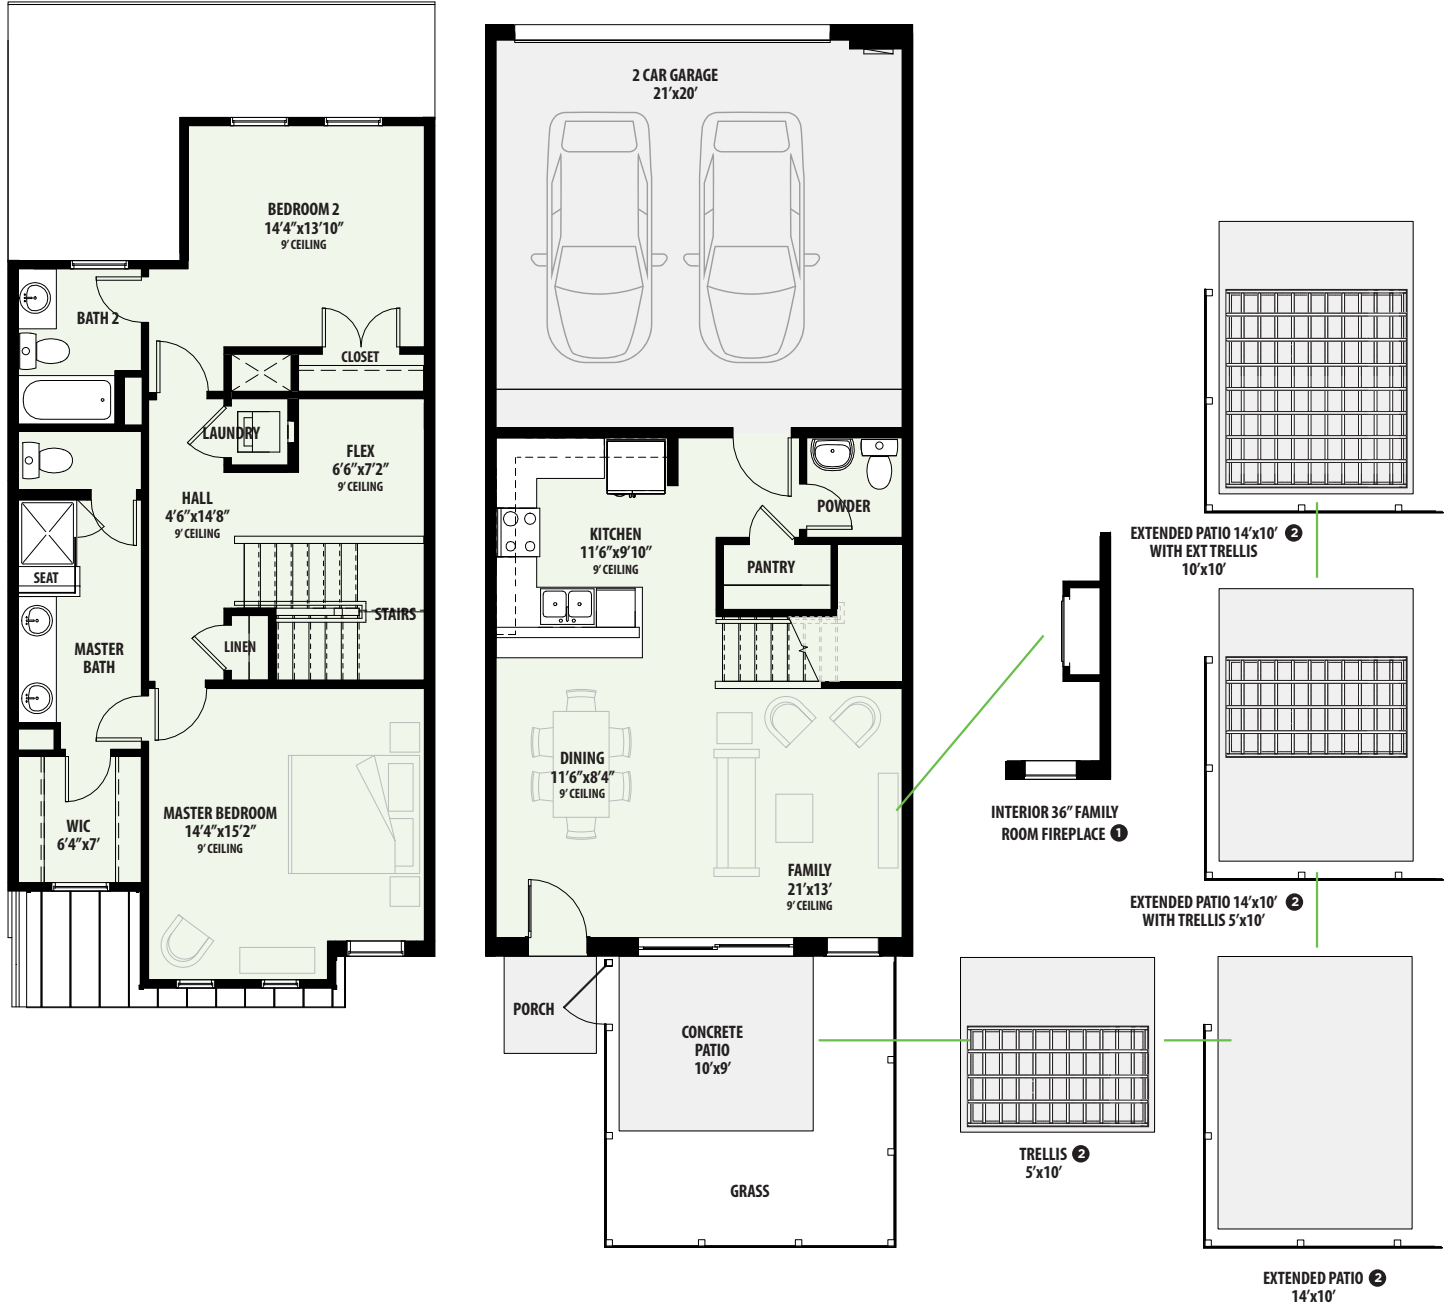 BEDROOM 2
14'4"x13'10"
9' CEILING
BATH 2
CLOSET
LAUNDRY
FLEX
6'6"x7'2"
9' CEILING
HALL
4'6"x14'8"
9' CEILING
SEAT
STAIRS
LINEN
MASTER
BATH
MASTER BEDROOM
14'4"x15'2"
9' CEILING
WIC
6'4"x7'
2 CAR GARAGE
21'x20'
POWDER
KITCHEN
11'6"x9'10"
9' CEILING
PANTRY
DINING
11'6"x8'4"
9' CEILING
FAMILY
21'x13'
9' CEILING
PORCH
CONCRETE
PATIO
10'x9'
GRASS
INTERIOR 36" FAMILY
ROOM FIREPLACE 1
EXTENDED PATIO 14'x10' 2
WITH EXT TRELLIS
10'x10'
EXTENDED PATIO 14'x10' 2
WITH TRELLIS 5'x10'
TRELLIS 2
5'x10'
EXTENDED PATIO 2
14'x10'